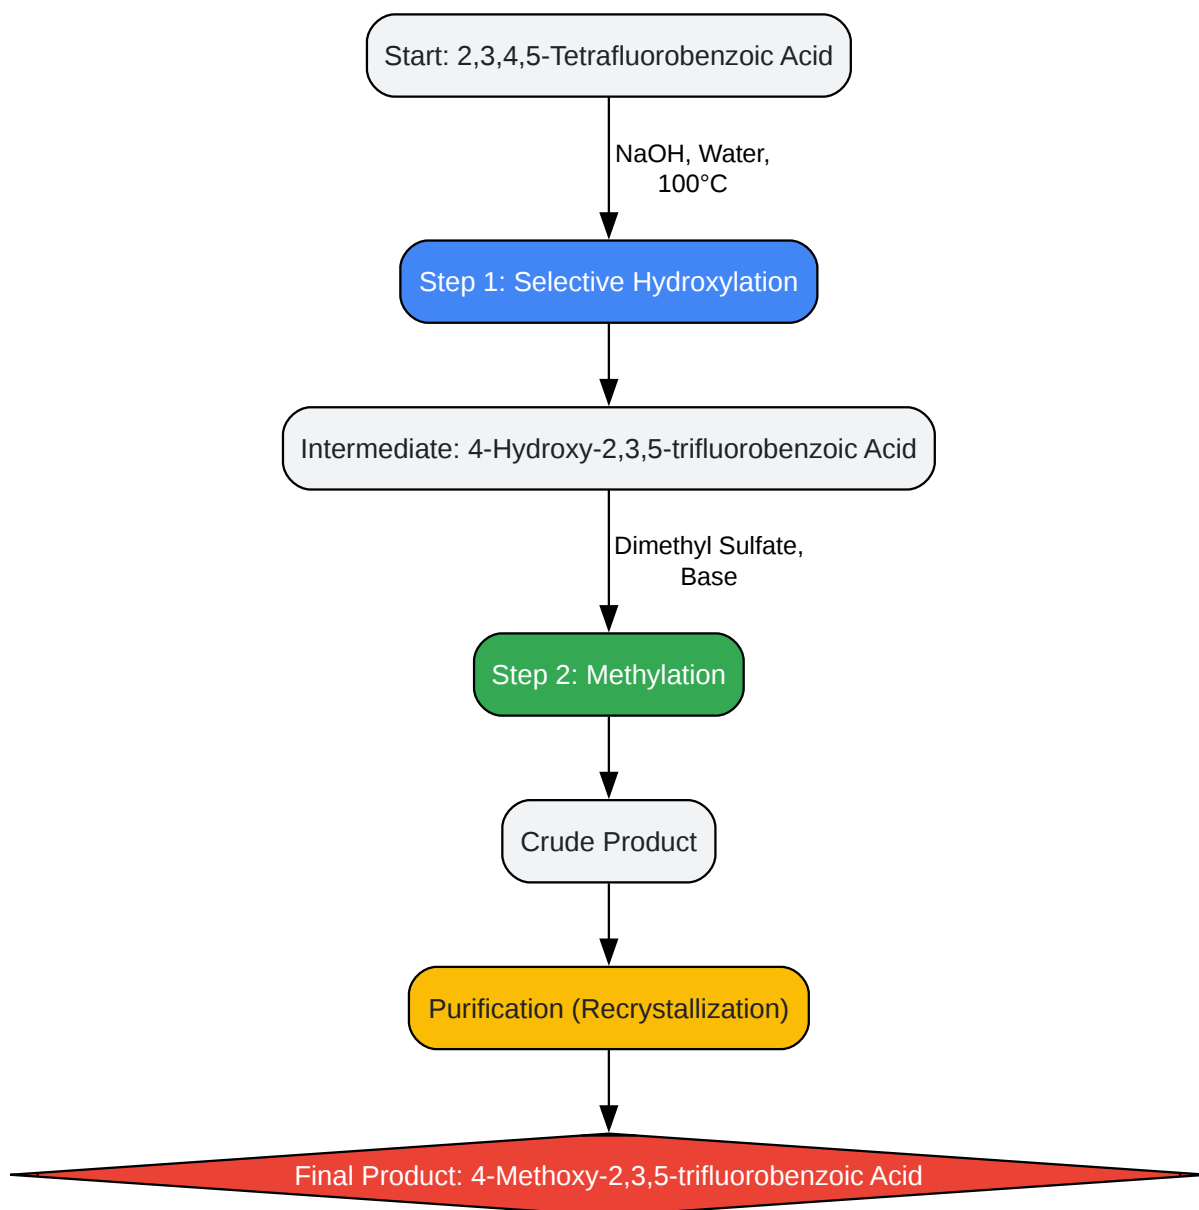 Start: 2,3,4,5-Tetrafluorobenzoic Acid
NaOH, Water,
100°C
Step 1: Selective Hydroxylation
Intermediate: 4-Hydroxy-2,3,5-trifluorobenzoic Acid
Dimethyl Sulfate,
Base
Step 2: Methylation
Crude Product
Purification (Recrystallization)
Final Product: 4-Methoxy-2,3,5-trifluorobenzoic Acid